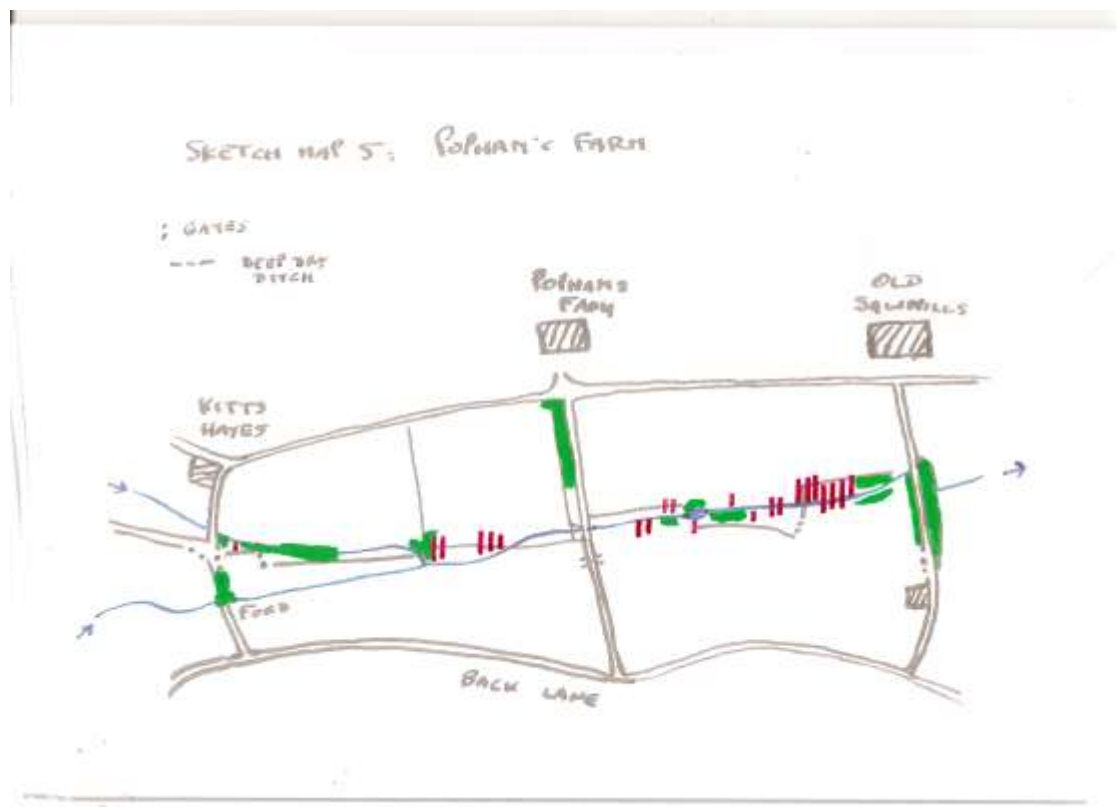 SKETCH MAP 5: POPHAM'S FARM
: GATES
--- DEEP DRY
DITCH
POPHAMS
FARM
OLD
SAWMILLS
KITTS
HAYES
FORD
BACK LANE